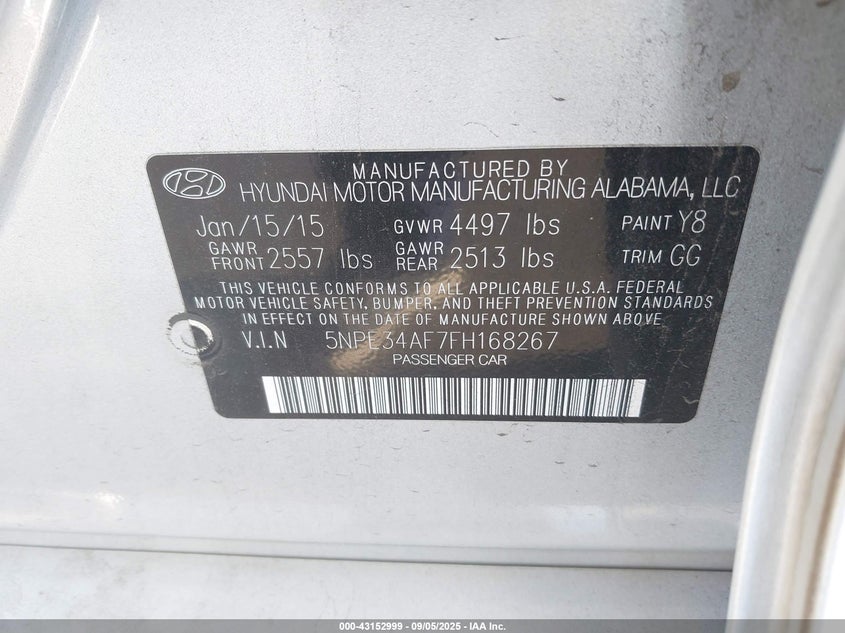 MANUFACTURED BY
HYUNDAI MOTOR MANUFACTURING ALABAMA, LLC
Jan/15/15 GVWR 4497 lbs PAINT Y8
GAWR FRONT 2557 lbs GAWR REAR 2513 lbs TRIM GG
THIS VEHICLE CONFORMS TO ALL APPLICABLE U.S.A. FEDERAL
MOTOR VEHICLE SAFETY, BUMPER, AND THEFT PREVENTION STANDARDS
IN EFFECT ON THE DATE OF MANUFACTURE SHOWN ABOVE.
V.I.N 5NPE34AF7FH168267
PASSENGER CAR
000-43152999 - 09/05/2025 - IAA Inc.